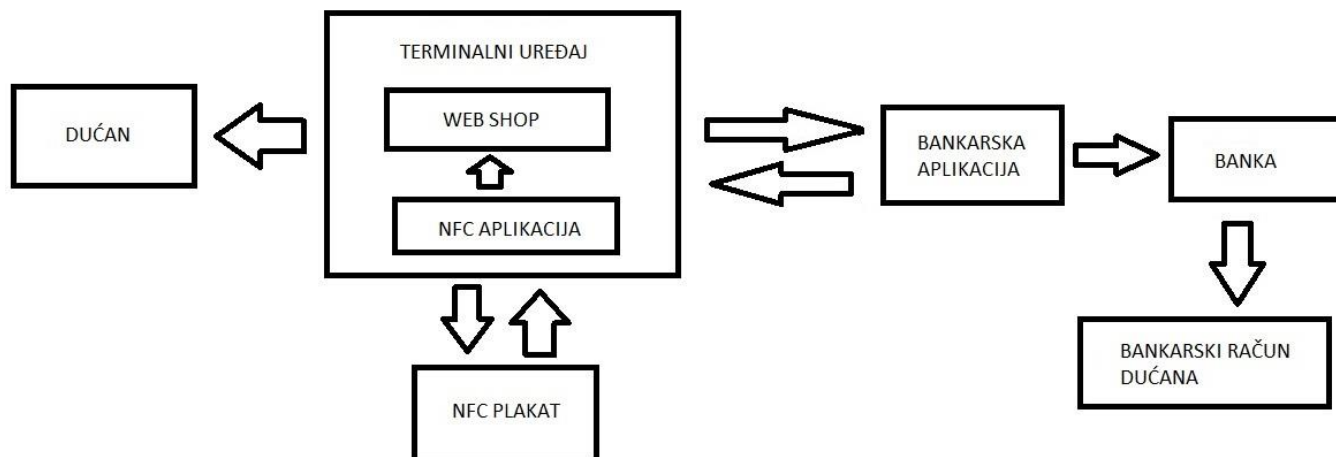 TERMINALNI UREĐAJ
DUĆAN
WEB SHOP
NFC APLIKACIJA
BANKARSKA
APLIKACIJA
BANKA
NFC PLAKAT
BANKARSKI RAČUN
DUĆANA